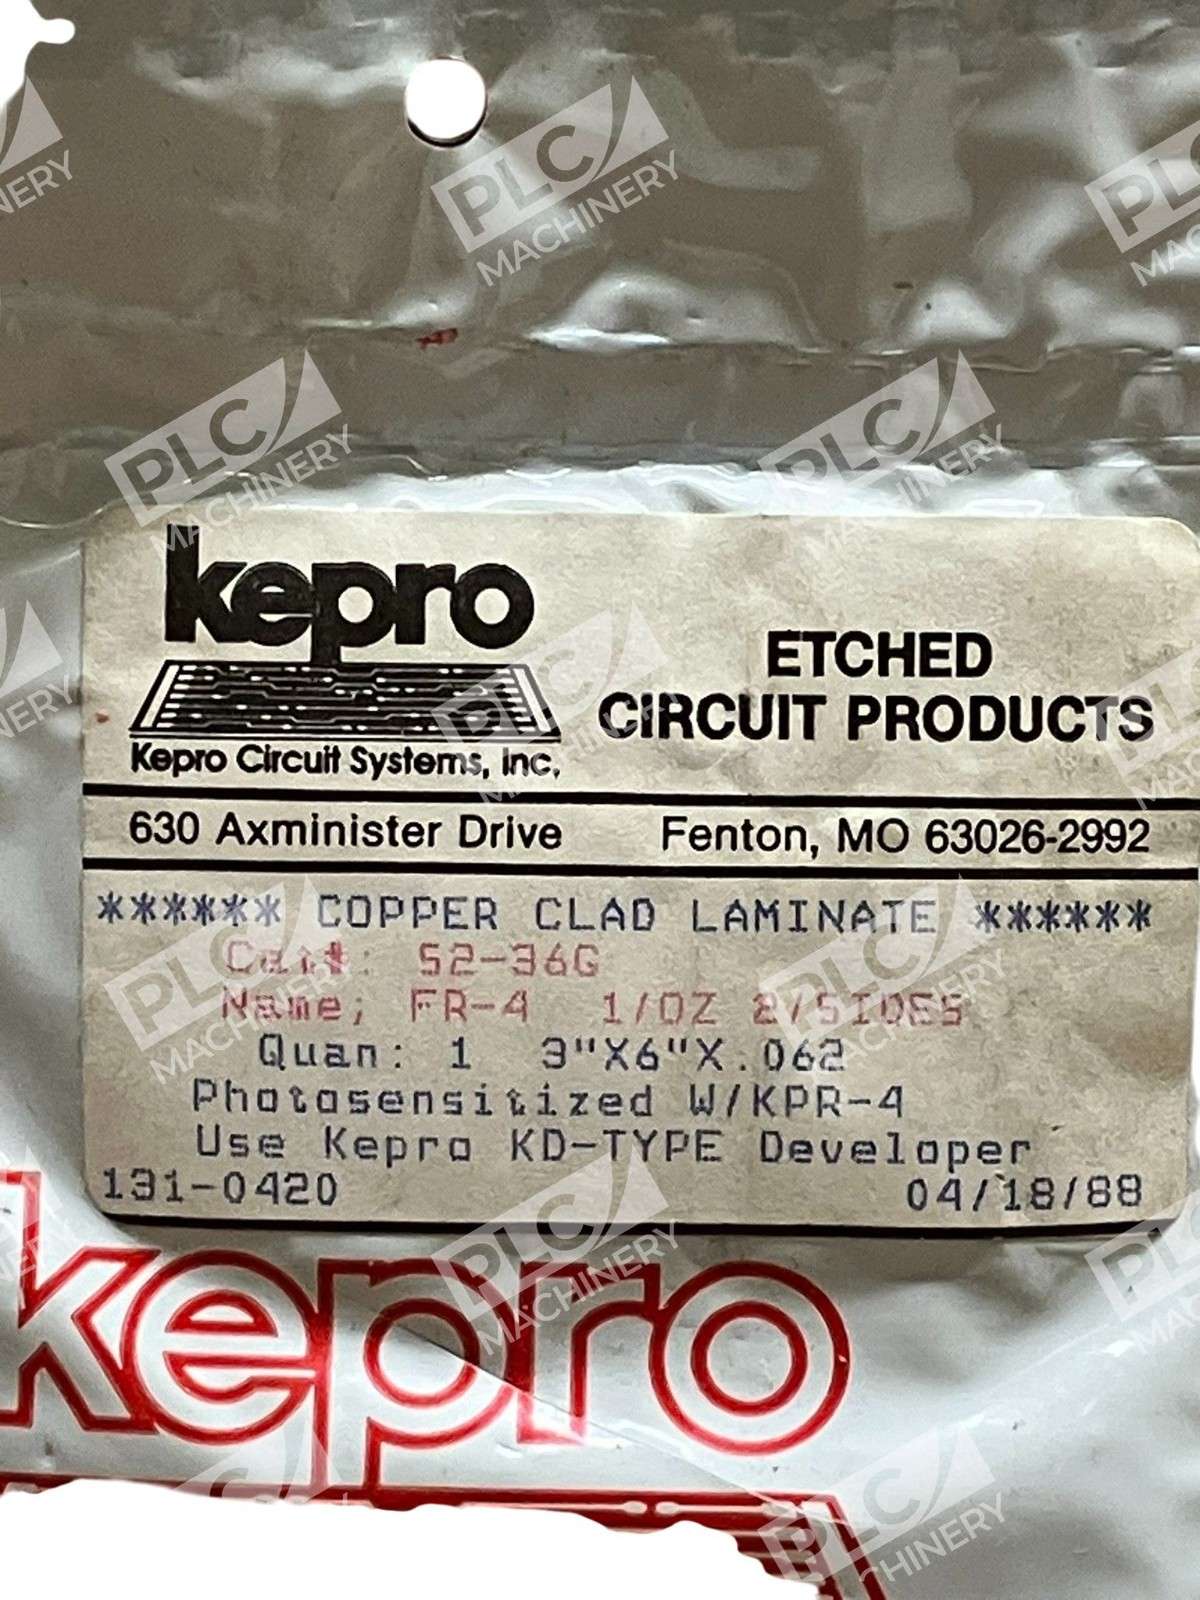 kepro
Kepro Circuit Systems, Inc.
ETCHED
CIRCUIT PRODUCTS
630 Axminister Drive Fenton, MO 63026-2992
****** COPPER CLAD LAMINATE ******
Cat#: S2-36G
Name; FR-4 1/OZ 2/SIDES
Quan: 1 3"X6"X.062
Photosensitized W/KPR-4
Use Kepro KD-TYPE Developer
131-0420 04/18/88
kepro
PLC
MACHINERY